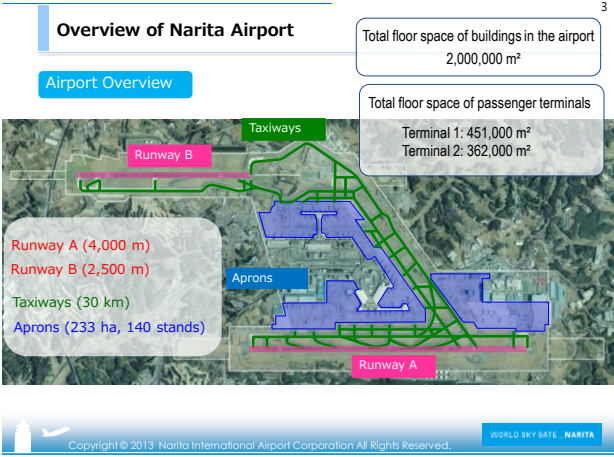 3
Overview of Narita Airport
Total floor space of buildings in the airport
2,000,000 m²
Airport Overview
Total floor space of passenger terminals
Terminal 1: 451,000 m²
Terminal 2: 362,000 m²
Taxiways
Runway B
Runway A (4,000 m)
Runway B (2,500 m)
Taxiways (30 km)
Aprons (233 ha, 140 stands)
Aprons
Runway A
Copyright© 2013 Narita International Airport Corporation All Rights Reserved.
WORLD SKY GATE_NARITA